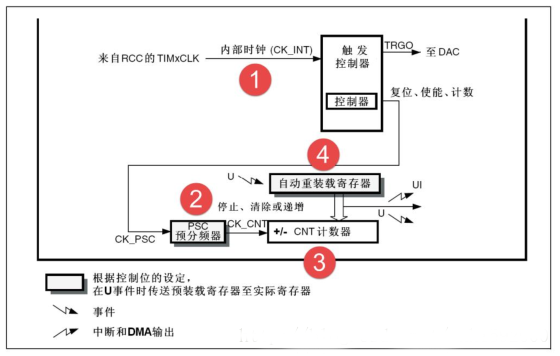 内部时钟 (CK_INT)
来自RCC的TIMxCLK
1
触发
控制器
TRGO
至DAC
控制器
复位、使能、计数
4
U
自动重装载寄存器
UI
2
停止、清除或递增
U
PSC
预分频器
CK_CNT
+/- CNT 计数器
CK_PSC
3
根据控制位的设定，
在U事件时传送预装载寄存器至实际寄存器
事件
中断和DMA输出